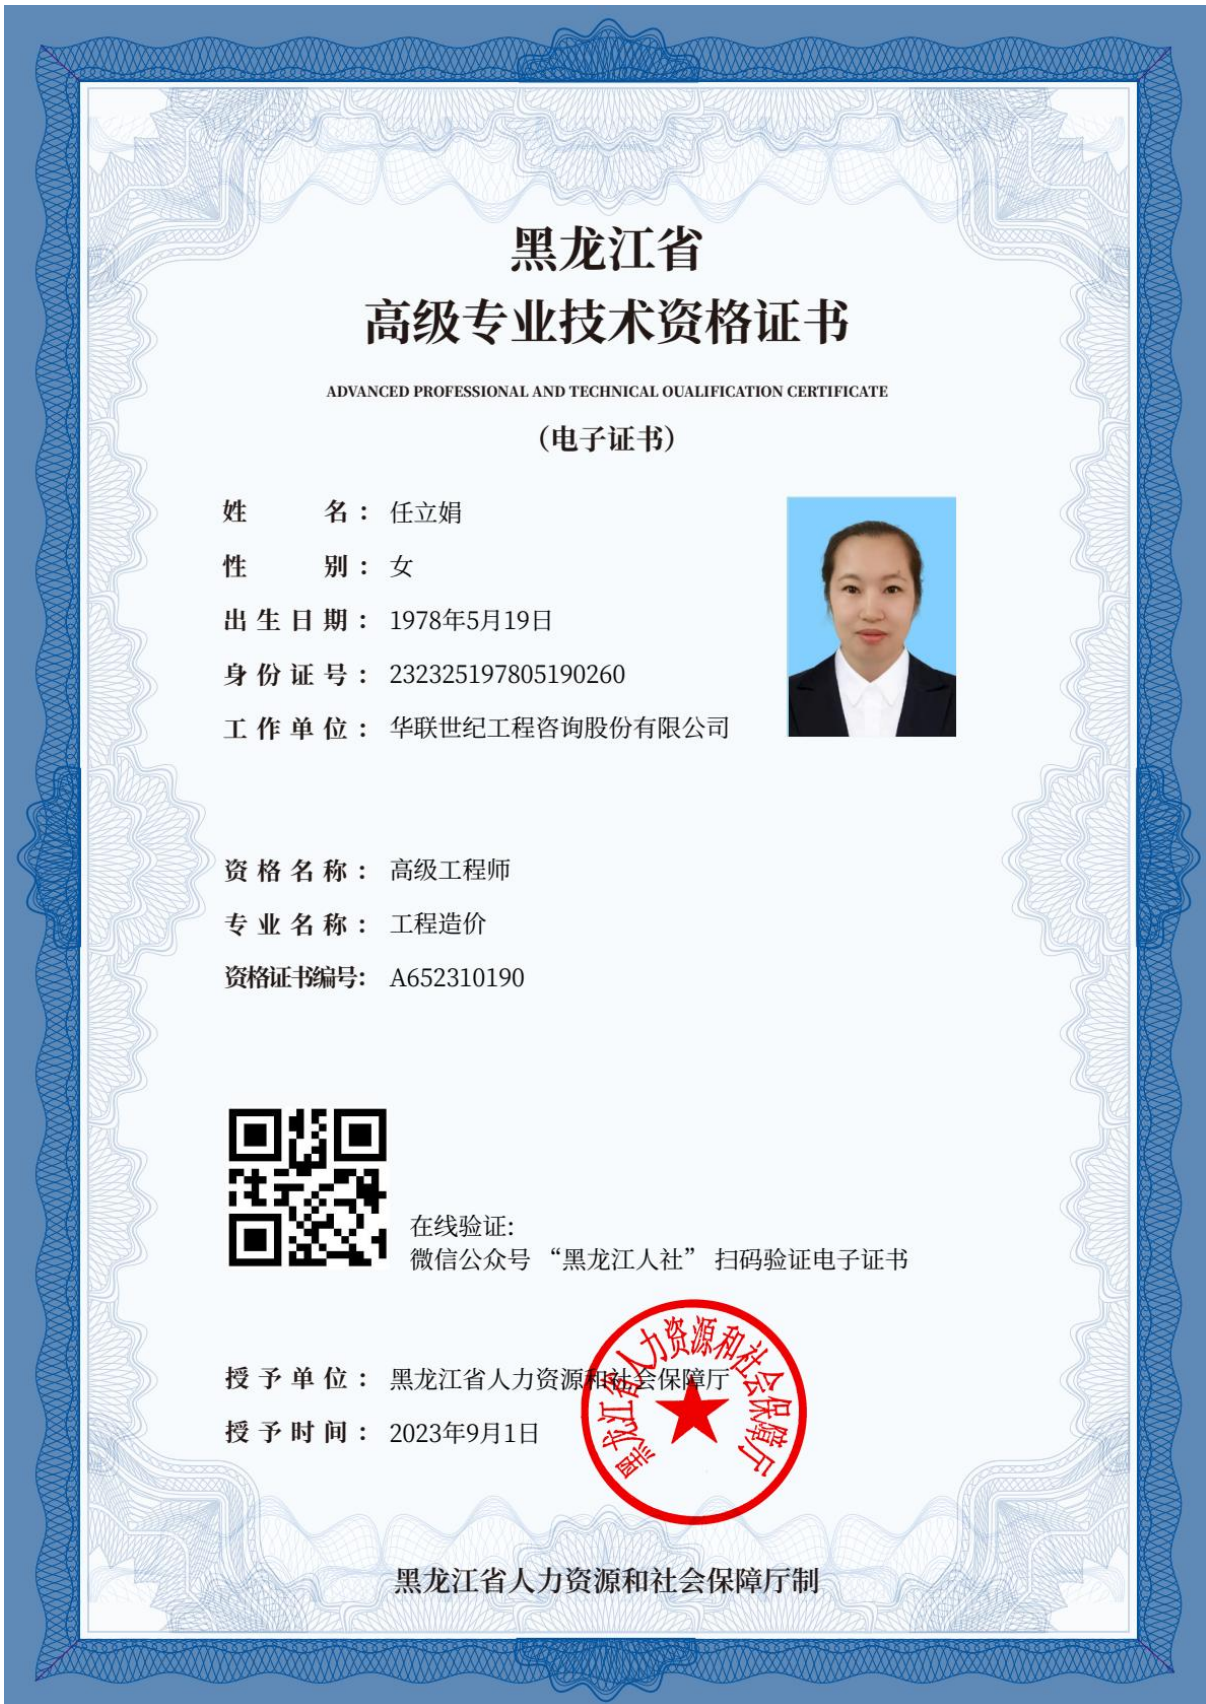 黑龙江省
高级专业技术资格证书
ADVANCED PROFESSIONAL AND TECHNICAL OUALIFICATION CERTIFICATE
（电子证书）
姓名：任立娟
性别：女
出生日期：1978年5月19日
身份证号：232325197805190260
工作单位：华联世纪工程咨询股份有限公司
资格名称：高级工程师
专业名称：工程造价
资格证书编号：A652310190
在线验证:
微信公众号“黑龙江人社”扫码验证电子证书
授予单位：黑龙江省人力资源和社会保障厅
授予时间：2023年9月1日
黑龙江省人力资源和社会保障厅
黑龙江省人力资源和社会保障厅制